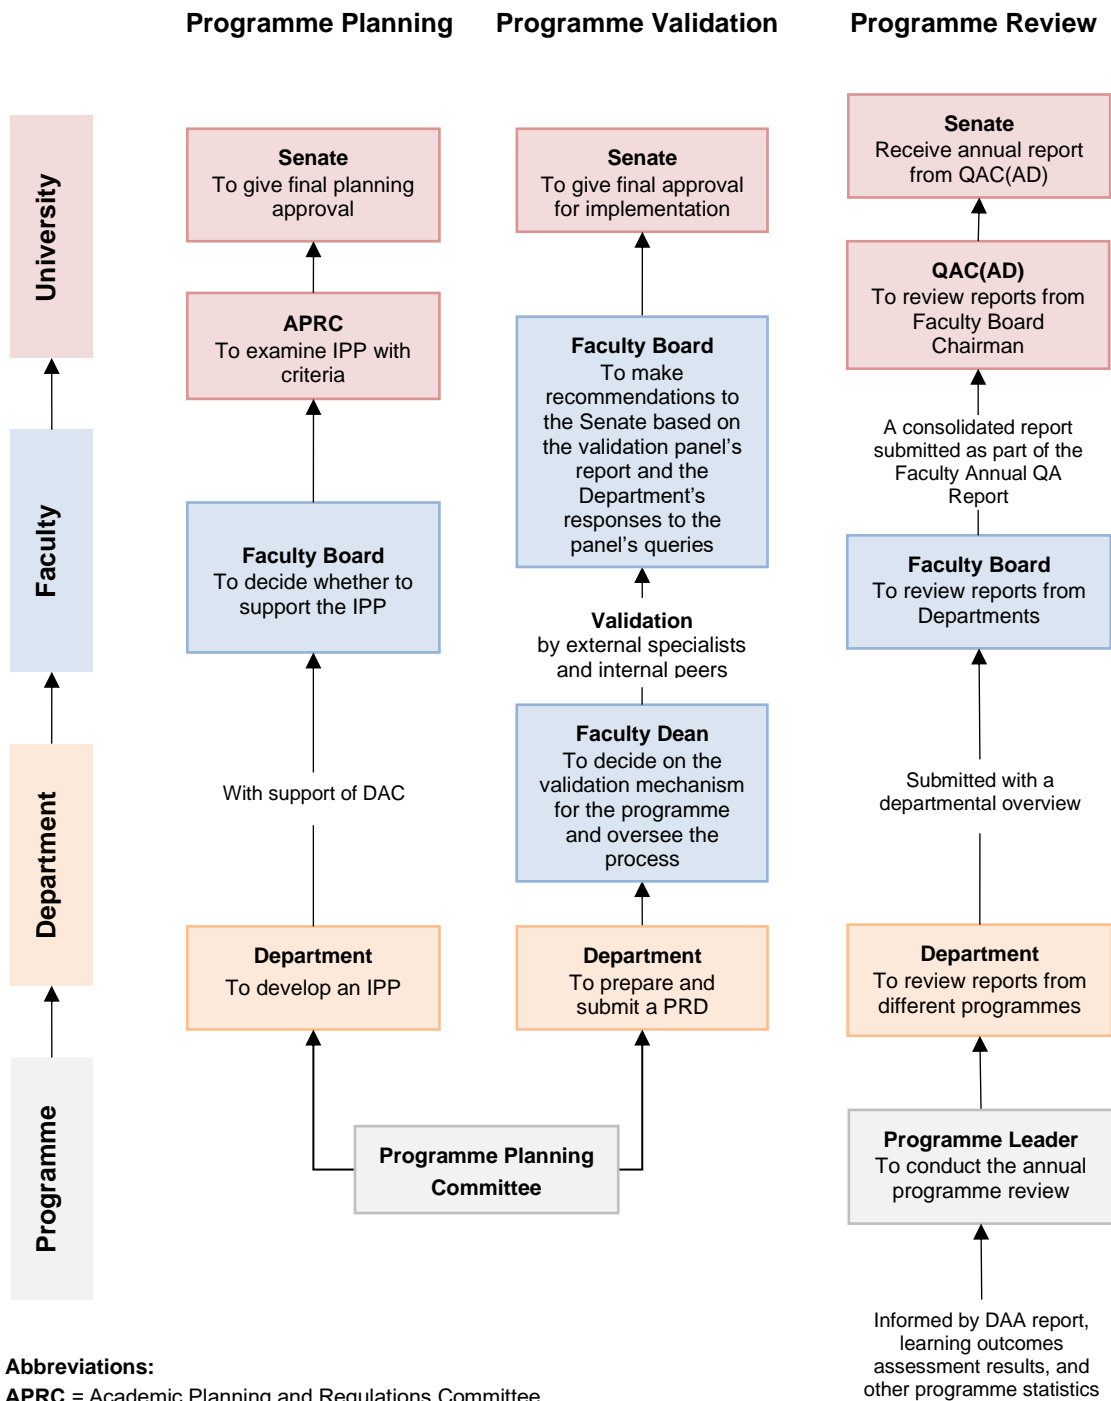 Programme Planning
Programme Validation
Programme Review
University
Faculty
Department
Programme
Senate
To give final planning
approval
APRC
To examine IPP with
criteria
Faculty Board
To decide whether to
support the IPP
With support of DAC
Department
To develop an IPP
Senate
To give final approval
for implementation
Faculty Board
To make
recommendations to
the Senate based on
the validation panel's
report and the
Department's
responses to the
panel's queries
Validation
by external specialists
and internal peers
Faculty Dean
To decide on the
validation mechanism
for the programme
and oversee the
process
Department
To prepare and
submit a PRD
Programme Planning
Committee
Senate
Receive annual report
from QAC(AD)
QAC(AD)
To review reports from
Faculty Board
Chairman
A consolidated report
submitted as part of the
Faculty Annual QA
Report
Faculty Board
To review reports from
Departments
Submitted with a
departmental overview
Department
To review reports from
different programmes
Programme Leader
To conduct the annual
programme review
Informed by DAA report,
learning outcomes
assessment results, and
other programme statistics
Abbreviations:
APRC = Academic Planning and Regulations Committee